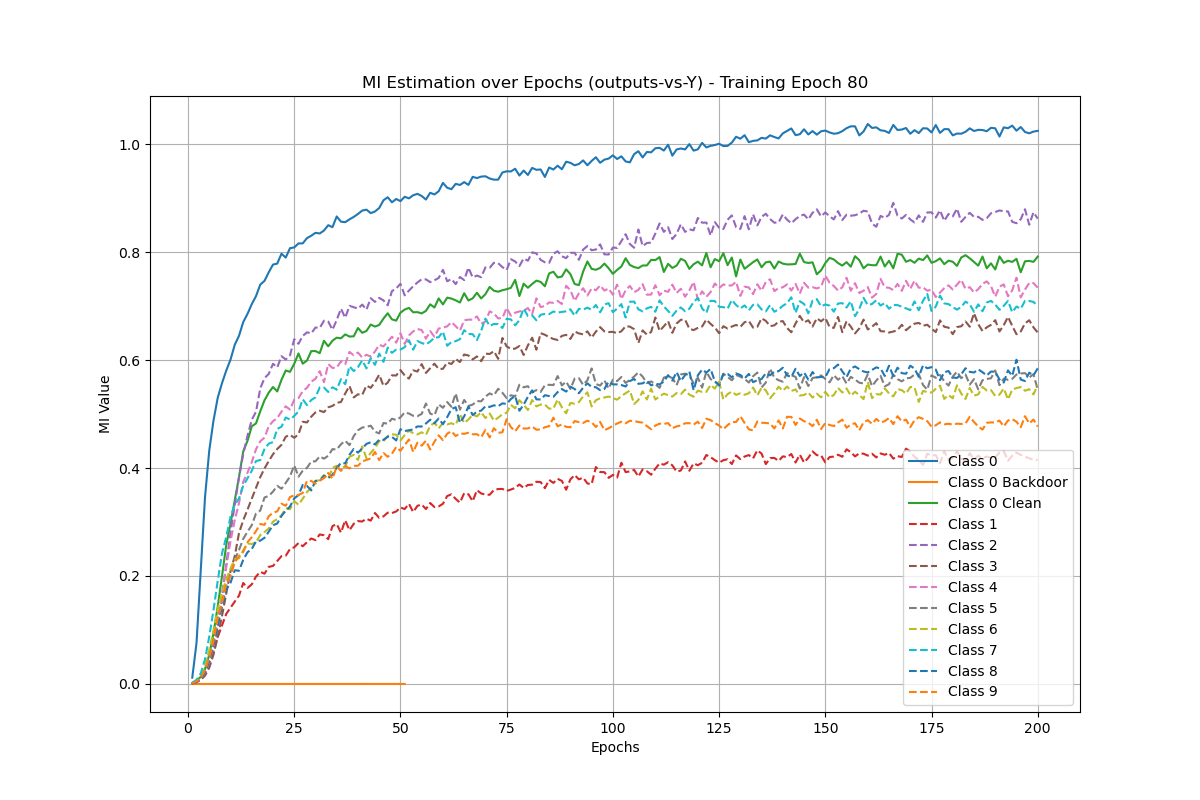 MI Estimation over Epochs (outputs-vs-Y) - Training Epoch 80
MI Value
1.0
0.8
0.6
0.4
0.2
0.0
0 25 50 75 100 125 150 175 200
Epochs
Class 0
Class 0 Backdoor
Class 0 Clean
Class 1
Class 2
Class 3
Class 4
Class 5
Class 6
Class 7
Class 8
Class 9